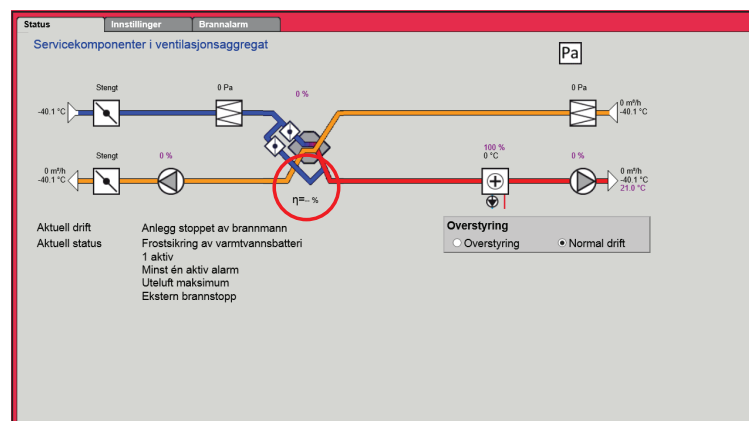 Status Innstillinger Brannalarm
Servicekomponenter i ventilasjonsaggregat
Pa
Stengt 0 Pa 0 % 0 Pa
-40.1 °C
0 m³/h
-40.1 °C
Stengt 0 % 100 % 0 %
0 °C
0 m³/h
-40.1 °C
0 m³/h
-40.1 °C
21.0 °C
η=-- %
Aktuell drift Anlegg stoppet av brannmann
Aktuell status Frostsikring av varmtvannsbatteri
1 aktiv
Minst én aktiv alarm
Uteluft maksimum
Ekstern brannstopp
Overstyring
Overstyring Normal drift